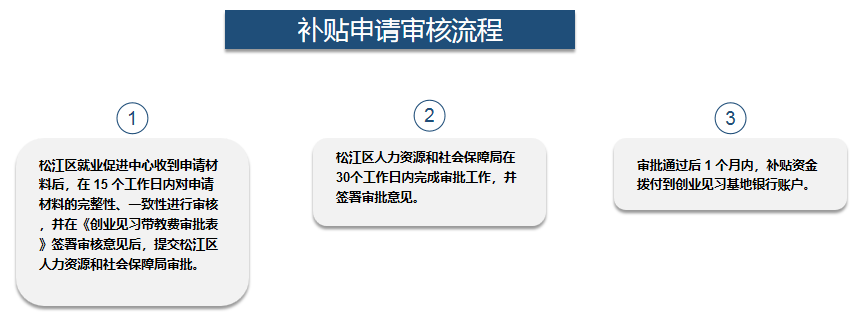 补贴申请审核流程
1
松江区就业促进中心收到申请材
料后，在 15 个工作日内对申请
材料的完整性、一致性进行审核
，并在《创业见习带教费审批表
》签署审核意见后，提交松江区
人力资源和社会保障局审批。
2
松江区人力资源和社会保障局在
30个工作日内完成审批工作，并
签署审批意见。
3
审批通过后 1 个月内，补贴资金
拨付到创业见习基地银行账户。